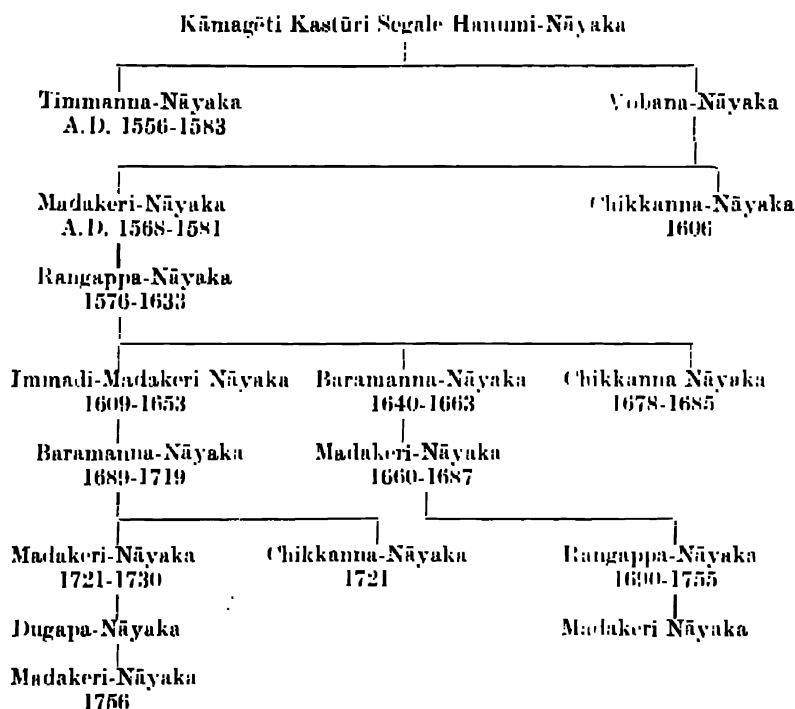 Kāmagēti Kastūri Segale Hanumi-Nāyaka
Timmanna-Nāyaka Vobana-Nāyaka
A.D. 1556-1583
Madakeri-Nāyaka Chikkanna-Nāyaka
A.D. 1568-1581 1606
Rangappa-Nāyaka
1576-1633
Immadi-Madakeri Nāyaka Baramanna-Nāyaka Chikkanna Nāyaka
1609-1653 1640-1663 1678-1685
Baramanna-Nāyaka Madakeri-Nāyaka
1689-1719 1660-1687
Madakeri-Nāyaka Chikkanna-Nāyaka Rangappa-Nāyaka
1721-1730 1721 1690-1755
Dugapa-Nāyaka Madakeri Nāyaka
Madakeri-Nāyaka
1756